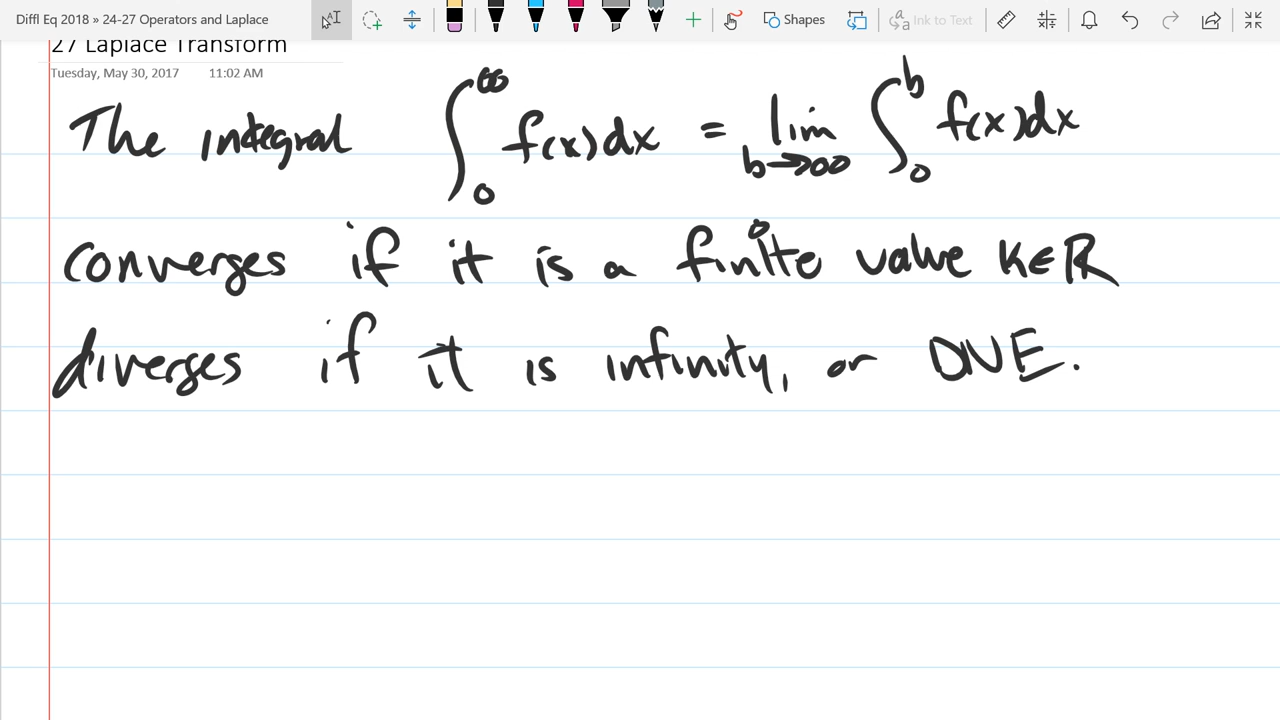 Diffl Eq 2018 » 24-27 Operators and Laplace
Shapes
Ink to Text
27 Laplace Transform
Tuesday, May 30, 2017 11:02 AM
The integral ∫₀^∞ f(x)dx = lim_{b→∞} ∫₀^b f(x)dx
converges if it is a finite value K∈ℝ
diverges if it is infinity, or DNE.